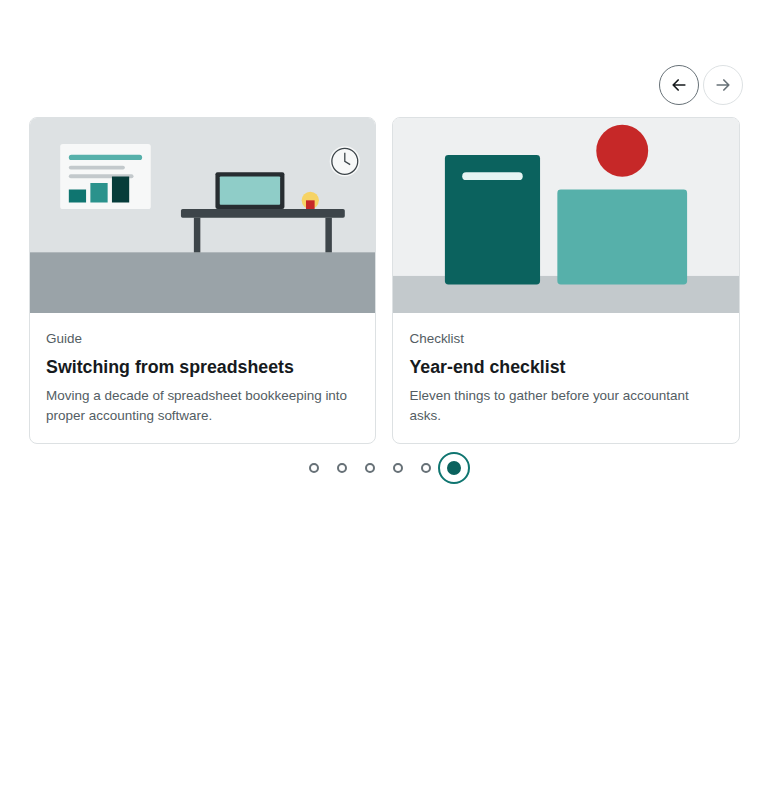 Guide
Switching from spreadsheets
Moving a decade of spreadsheet bookkeeping into
proper accounting software.
Checklist
Year-end checklist
Eleven things to gather before your accountant
asks.